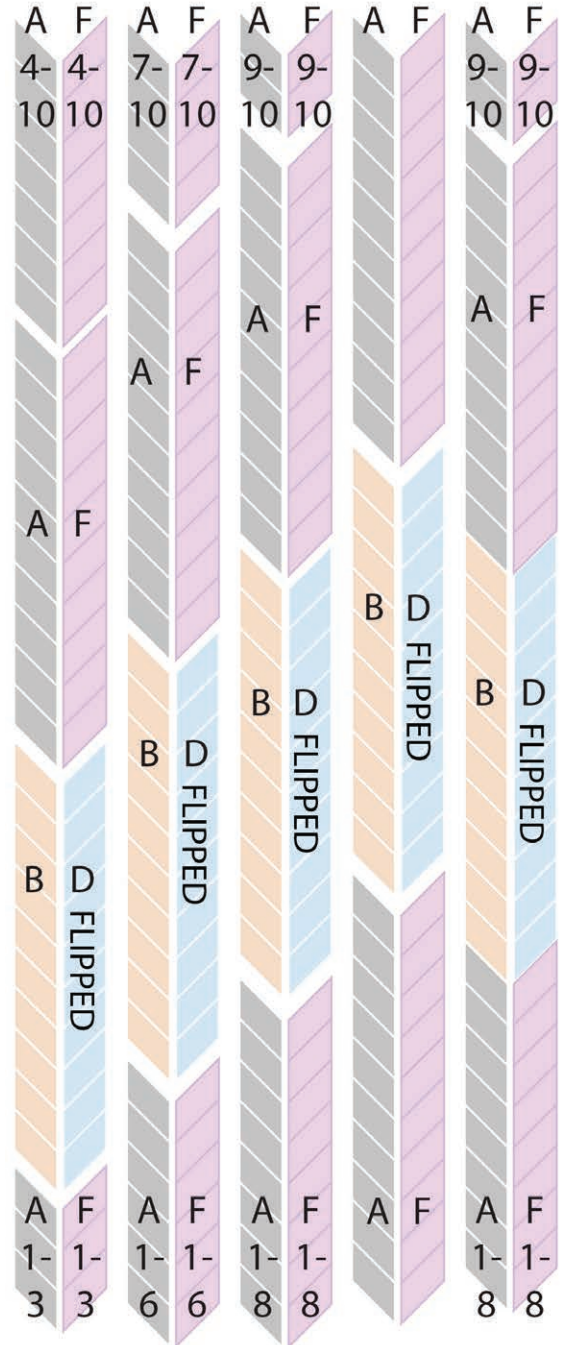 A F A F A F A F A F
4- 4- 7- 7- 9- 9- 9- 9-
10 10 10 10 10 10 10 10
A F A F
A F
A F
B D FLIPPED
B D FLIPPED B D FLIPPED
B D FLIPPED
B D FLIPPED
A F A F A F A F A F
1- 1- 1- 1- 1- 1- 1- 1-
3 3 6 6 8 8 8 8